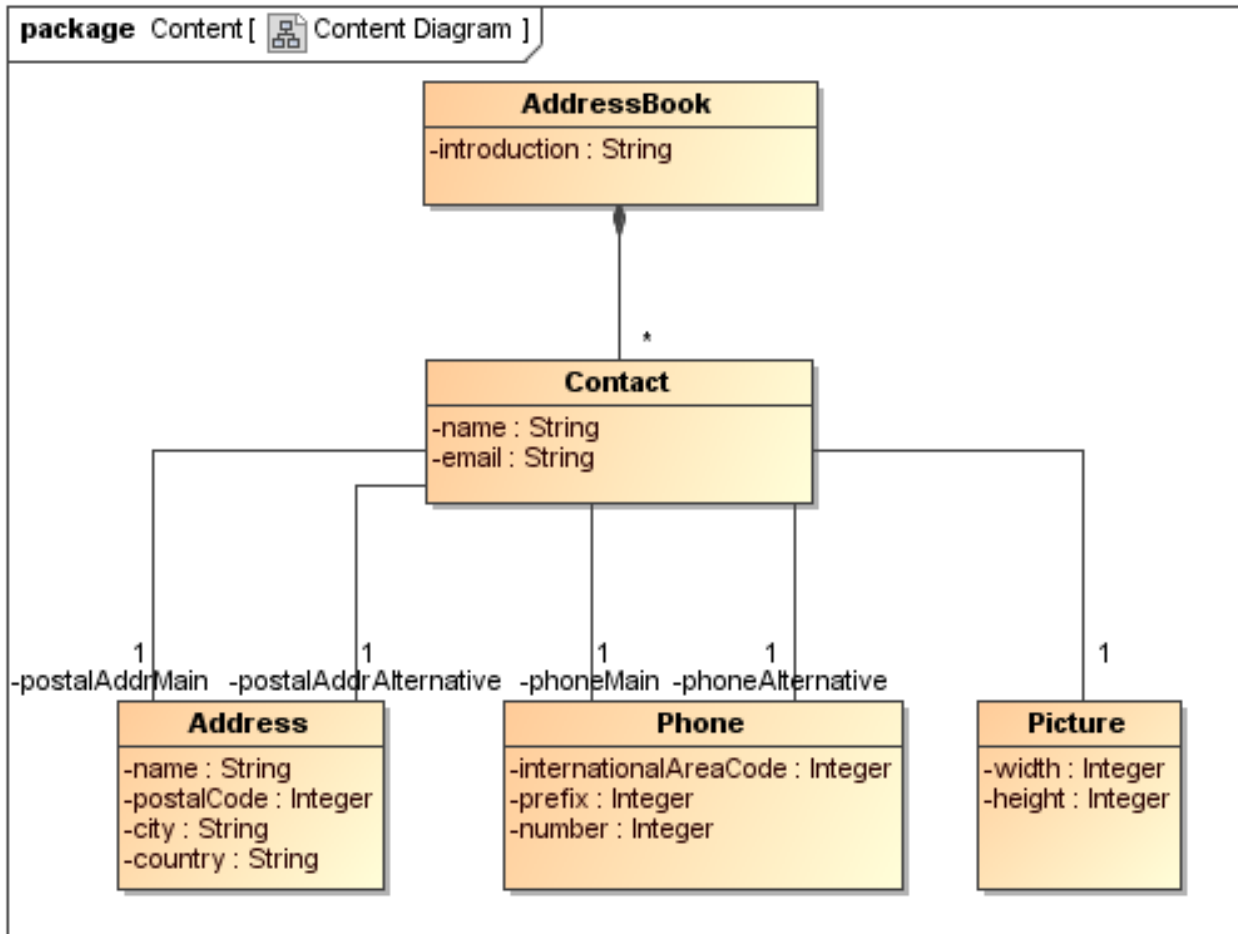 package Content [ Content Diagram ]
AddressBook
-introduction : String
*
Contact
-name : String
-email : String
1
-postalAddrMain
1
-postalAddrAlternative
1
-phoneMain
1
-phoneAlternative
1
Address
-name : String
-postalCode : Integer
-city : String
-country : String
Phone
-internationalAreaCode : Integer
-prefix : Integer
-number : Integer
Picture
-width : Integer
-height : Integer